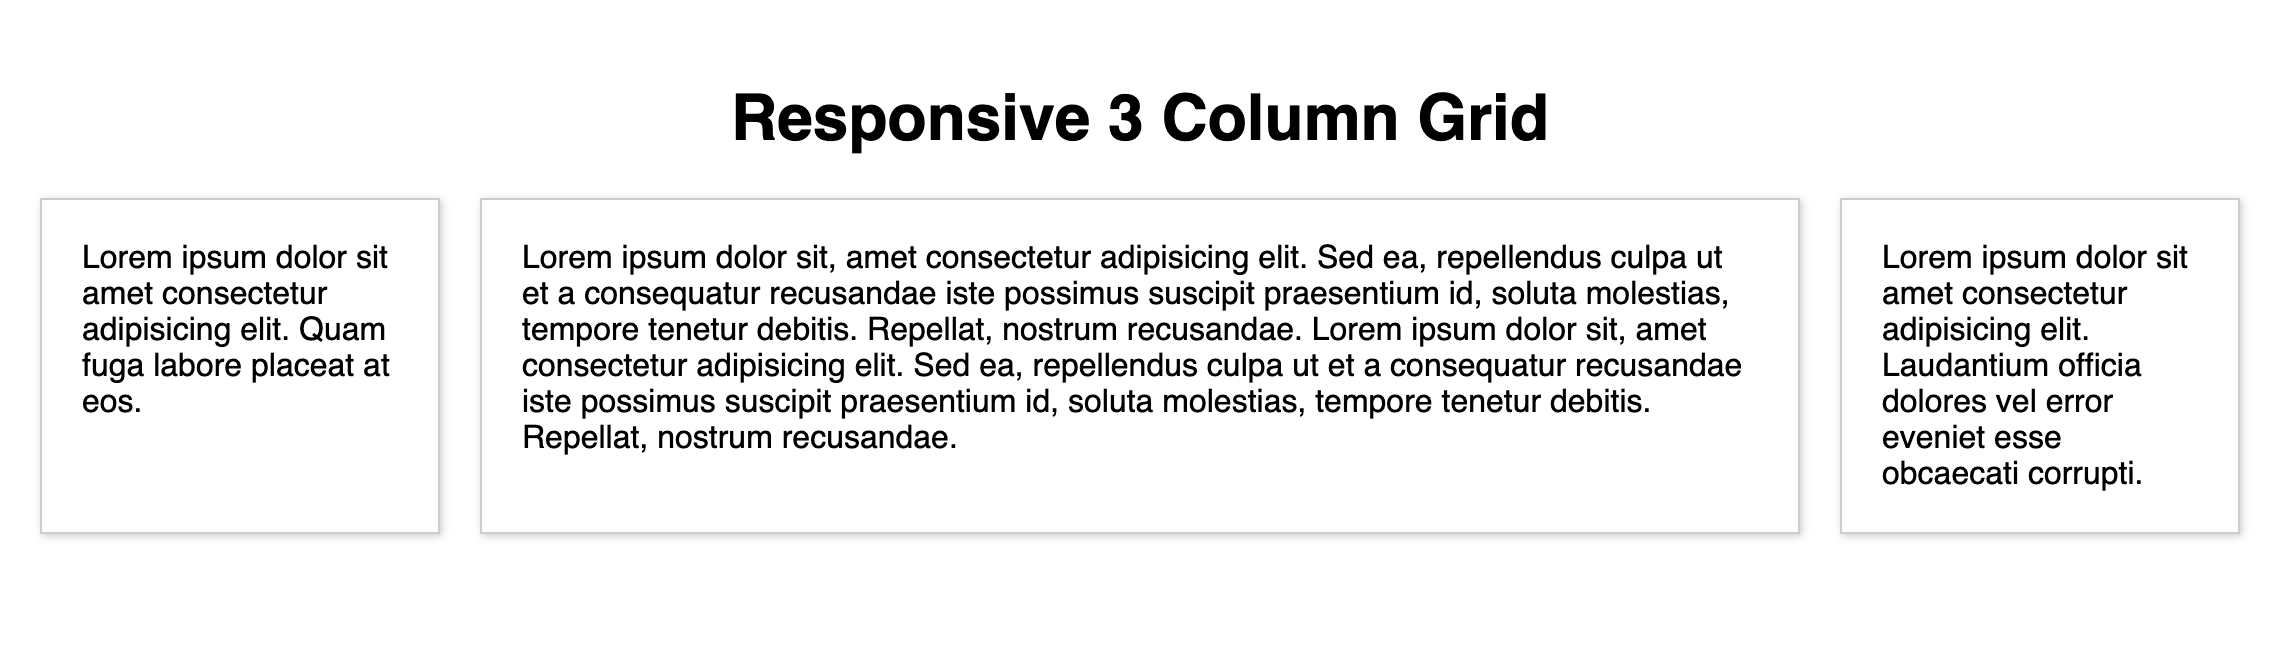 Responsive 3 Column Grid
Lorem ipsum dolor sit
amet consectetur
adipisicing elit. Quam
fuga labore placeat at
eos.
Lorem ipsum dolor sit, amet consectetur adipisicing elit. Sed ea, repellendus culpa ut
et a consequatur recusandae iste possimus suscipit praesentium id, soluta molestias,
tempore tenetur debitis. Repellat, nostrum recusandae. Lorem ipsum dolor sit, amet
consectetur adipisicing elit. Sed ea, repellendus culpa ut et a consequatur recusandae
iste possimus suscipit praesentium id, soluta molestias, tempore tenetur debitis.
Repellat, nostrum recusandae.
Lorem ipsum dolor sit
amet consectetur
adipisicing elit.
Laudantium officia
dolores vel error
eveniet esse
obcaecati corrupti.